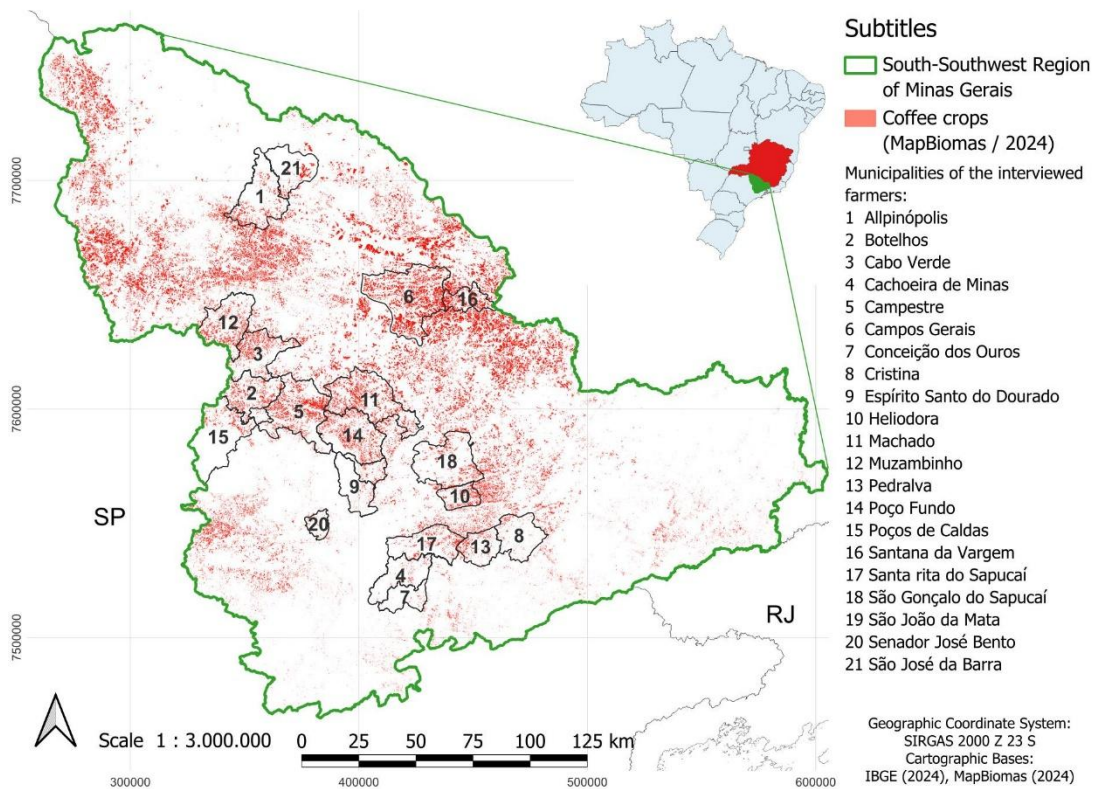 Subtitles
South-Southwest Region
of Minas Gerais
Coffee crops
(MapBiomas / 2024)
Municipalities of the interviewed
farmers:
1 Allpinópolis
2 Botelhos
3 Cabo Verde
4 Cachoeira de Minas
5 Campestre
6 Campos Gerais
7 Conceição dos Ouros
8 Cristina
9 Espírito Santo do Dourado
10 Heliodora
11 Machado
12 Muzambinho
13 Pedralva
14 Poço Fundo
15 Poços de Caldas
16 Santana da Vargem
17 Santa rita do Sapucaí
18 São Gonçalo do Sapucaí
19 São João da Mata
20 Senador José Bento
21 São José da Barra
Geographic Coordinate System:
SIRGAS 2000 Z 23 S
Cartographic Bases:
IBGE (2024), MapBiomas (2024)
7700000
7600000
7500000
21
1
6
16
12
3
2
5
11
15
14
18
9
10
20
17
13
8
4
7
SP
RJ
Scale 1 : 3.000.000
0 25 50 75 100 125 km
300000 400000 500000 600000